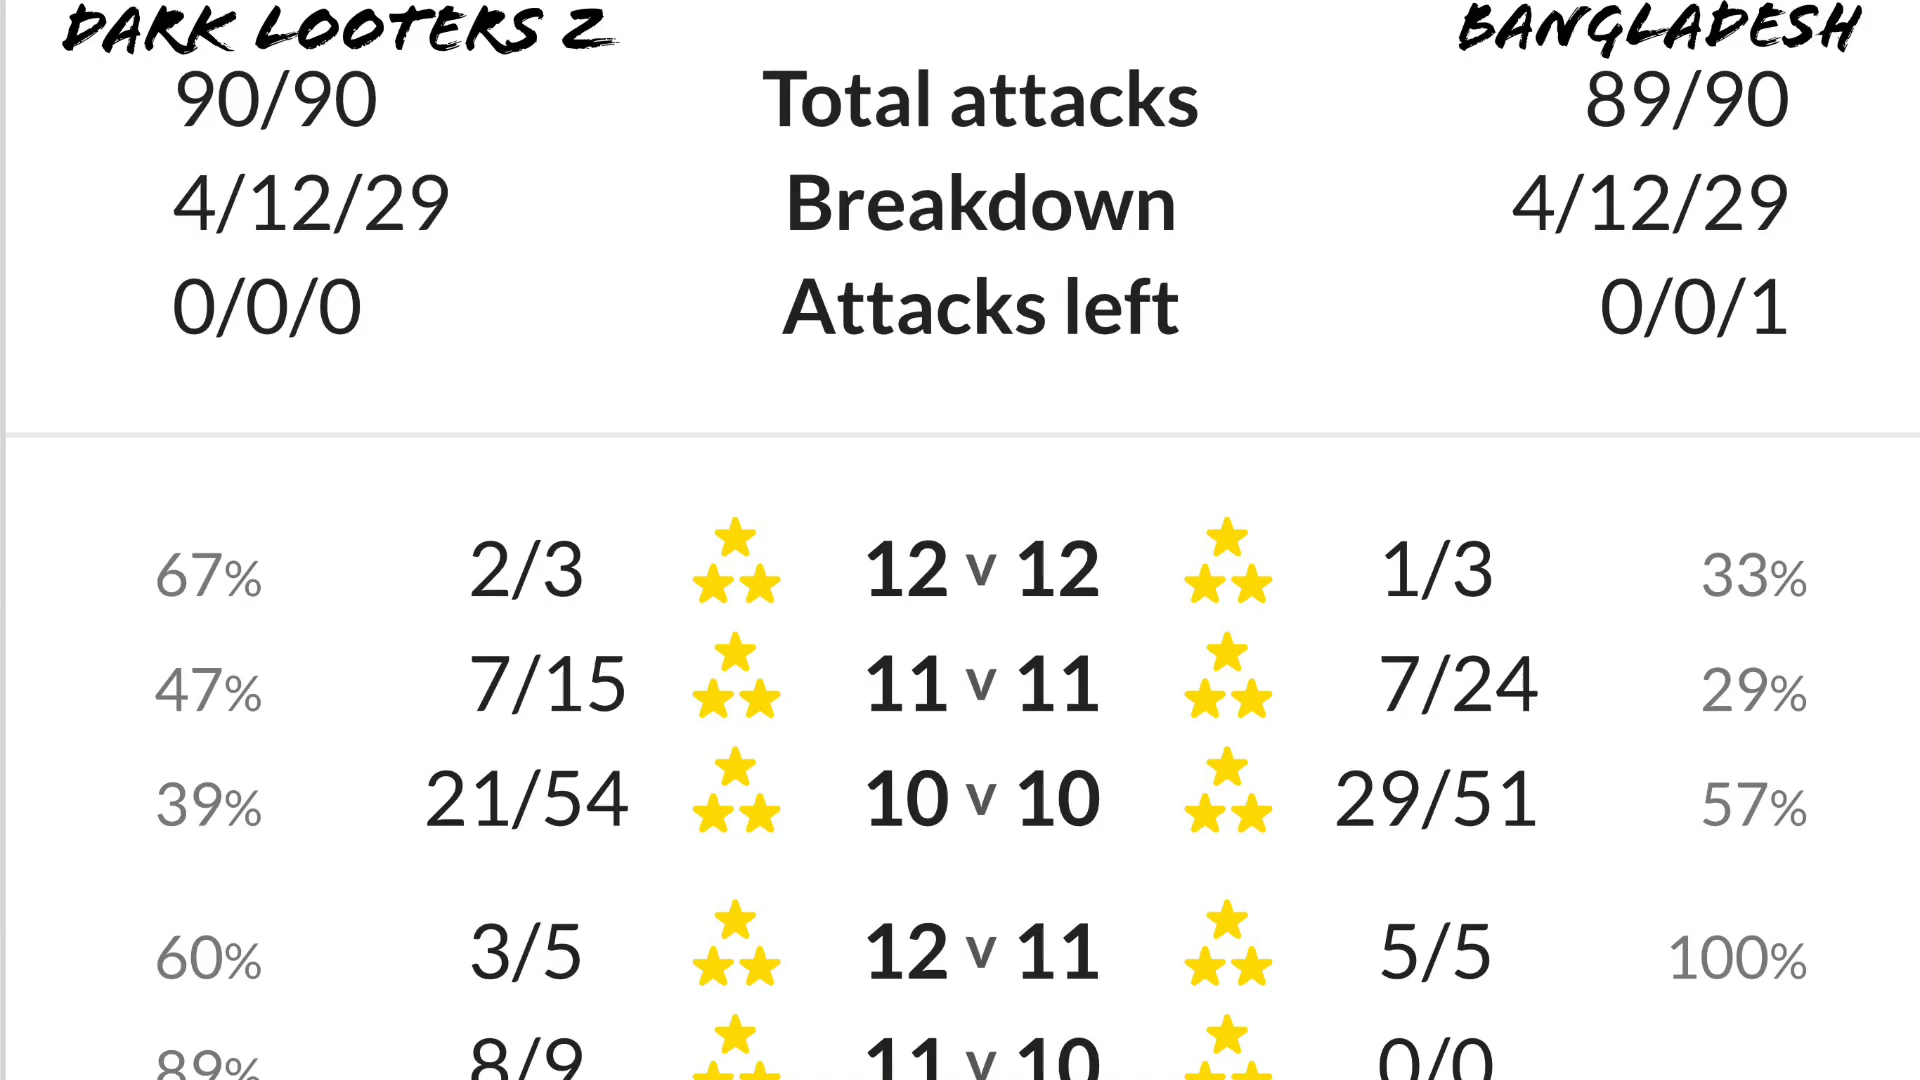 DARK LOOTERS 2 BANGLADESH
90/90 Total attacks 89/90
4/12/29 Breakdown 4/12/29
0/0/0 Attacks left 0/0/1
67% 2/3 12 v 12 1/3 33%
47% 7/15 11 v 11 7/24 29%
39% 21/54 10 v 10 29/51 57%
60% 3/5 12 v 11 5/5 100%
89% 8/9 11 v 10 0/0